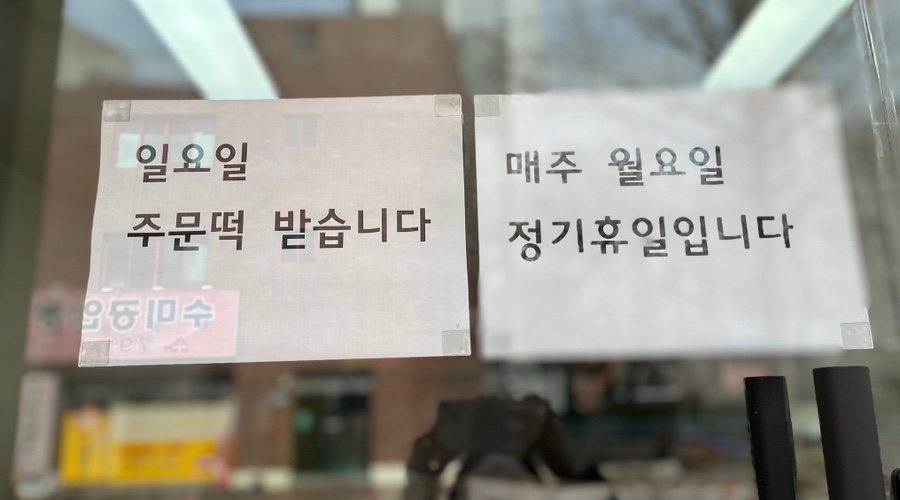 일요일
주문떡 받습니다
매주 월요일
정기휴일입니다